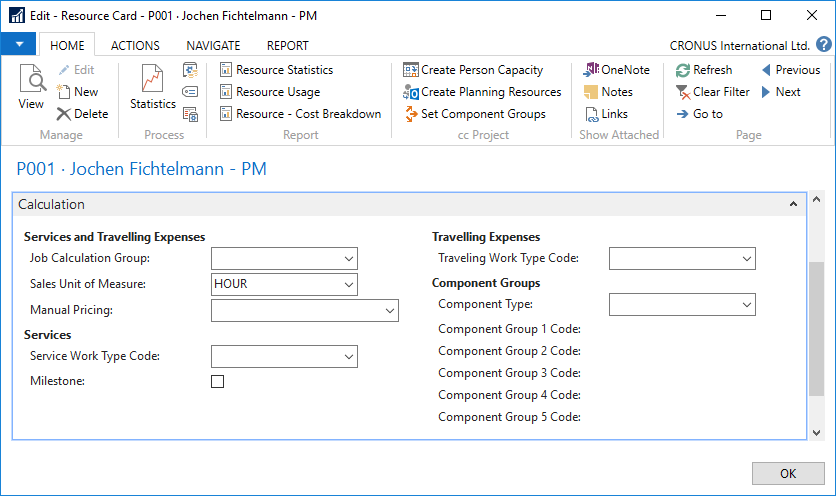 Edit - Resource Card - P001 · Jochen Fichtelmann - PM
HOME ACTIONS NAVIGATE REPORT CRONUS International Ltd. ?
View
Edit
New
Delete
Manage
Statistics
Process
Resource Statistics
Resource Usage
Resource - Cost Breakdown
Report
Create Person Capacity
Create Planning Resources
Set Component Groups
cc Project
OneNote
Notes
Links
Show Attached
Refresh
Clear Filter
Go to
Previous
Next
Page
P001 · Jochen Fichtelmann - PM
Calculation
Services and Travelling Expenses
Job Calculation Group:
Sales Unit of Measure: HOUR
Manual Pricing:
Services
Service Work Type Code:
Milestone:
Travelling Expenses
Traveling Work Type Code:
Component Groups
Component Type:
Component Group 1 Code:
Component Group 2 Code:
Component Group 3 Code:
Component Group 4 Code:
Component Group 5 Code:
OK